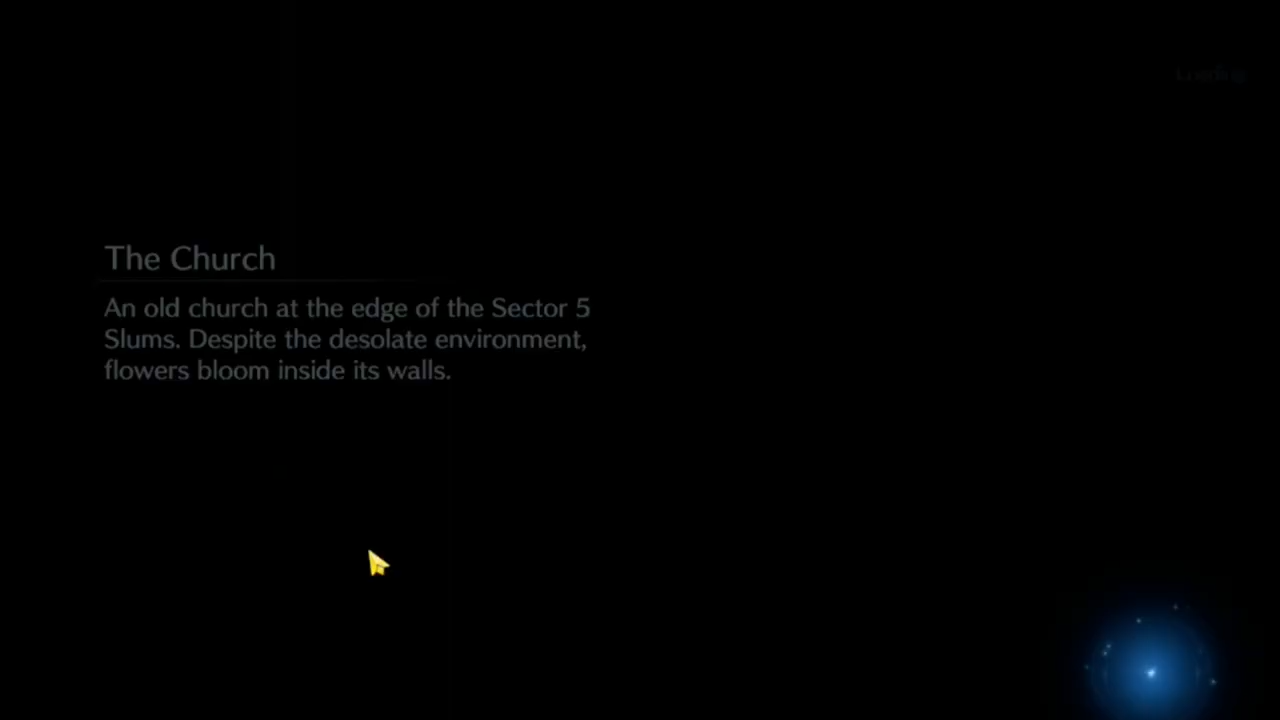 Loading
The Church
An old church at the edge of the Sector 5
Slums. Despite the desolate environment,
flowers bloom inside its walls.